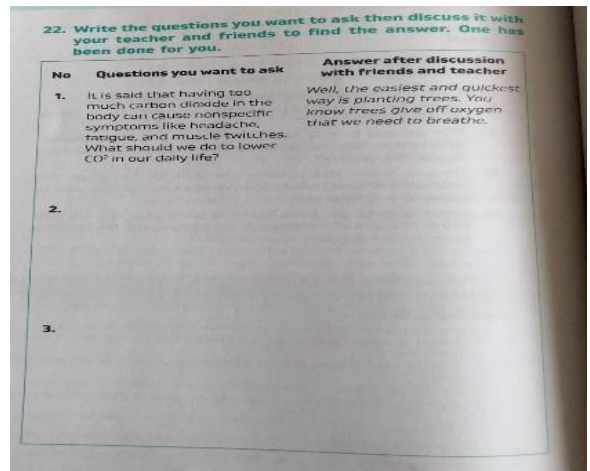 22. Write the questions you want to ask then discuss it with
your teacher and friends to find the answer. One has
been done for you.
No Questions you want to ask Answer after discussion
with friends and teacher
1. It is said that having too
much carbon dioxide in the
body can cause nonspecific
symptoms like headache,
fatigue, and muscle twitches.
What should we do to lower
CO² in our daily life?
Well, the easiest and quickest
way is planting trees. You
know trees give off oxygen
that we need to breathe.
2.
3.